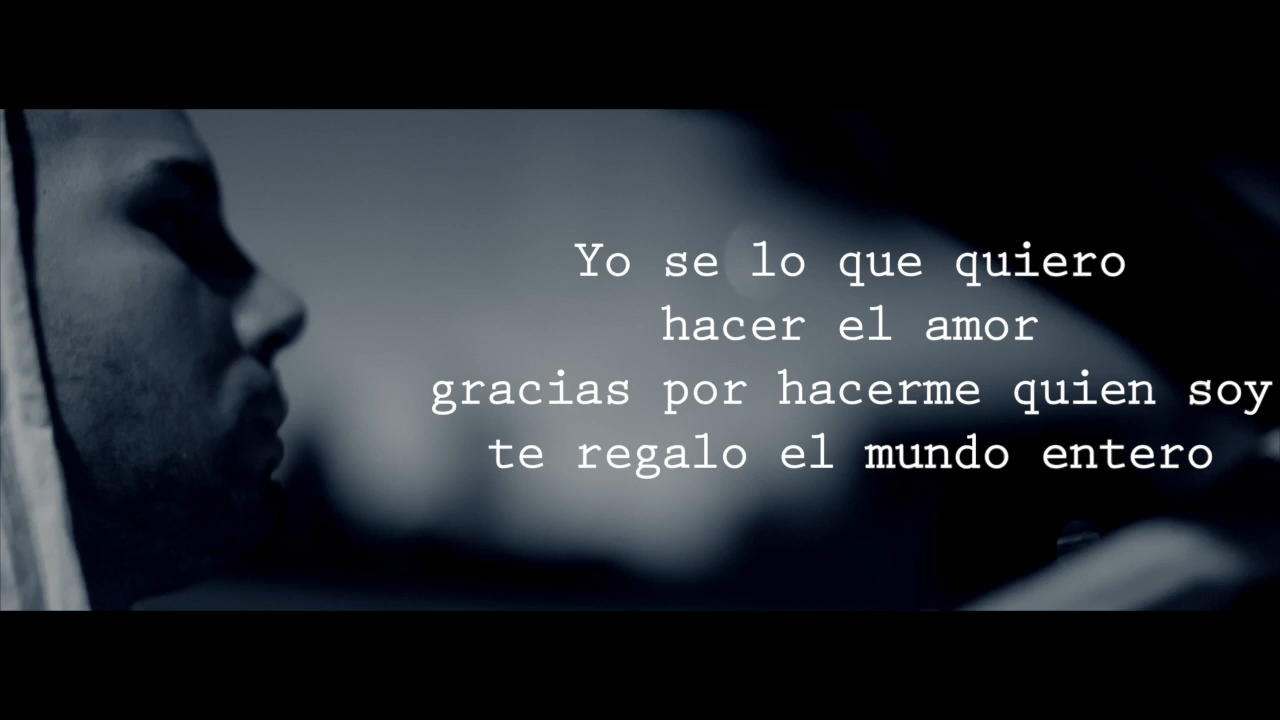 Yo se lo que quiero
hacer el amor
gracias por hacerme quien soy
te regalo el mundo entero